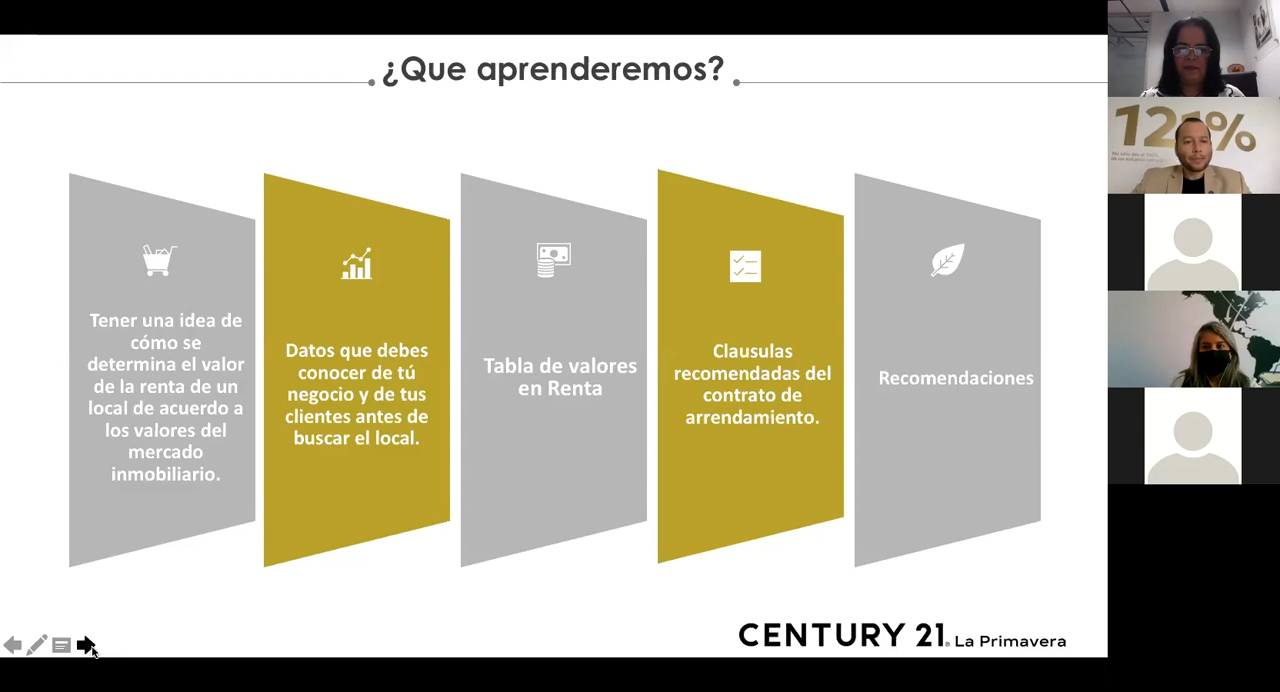 ¿Que aprenderemos?
Tener una idea de
cómo se
determina el valor
de la renta de un
local de acuerdo a
los valores del
mercado
inmobiliario.
Datos que debes
conocer de tú
negocio y de tus
clientes antes de
buscar el local.
Tabla de valores
en Renta
Clausulas
recomendadas del
contrato de
arrendamiento.
Recomendaciones
CENTURY 21® La Primavera
121%